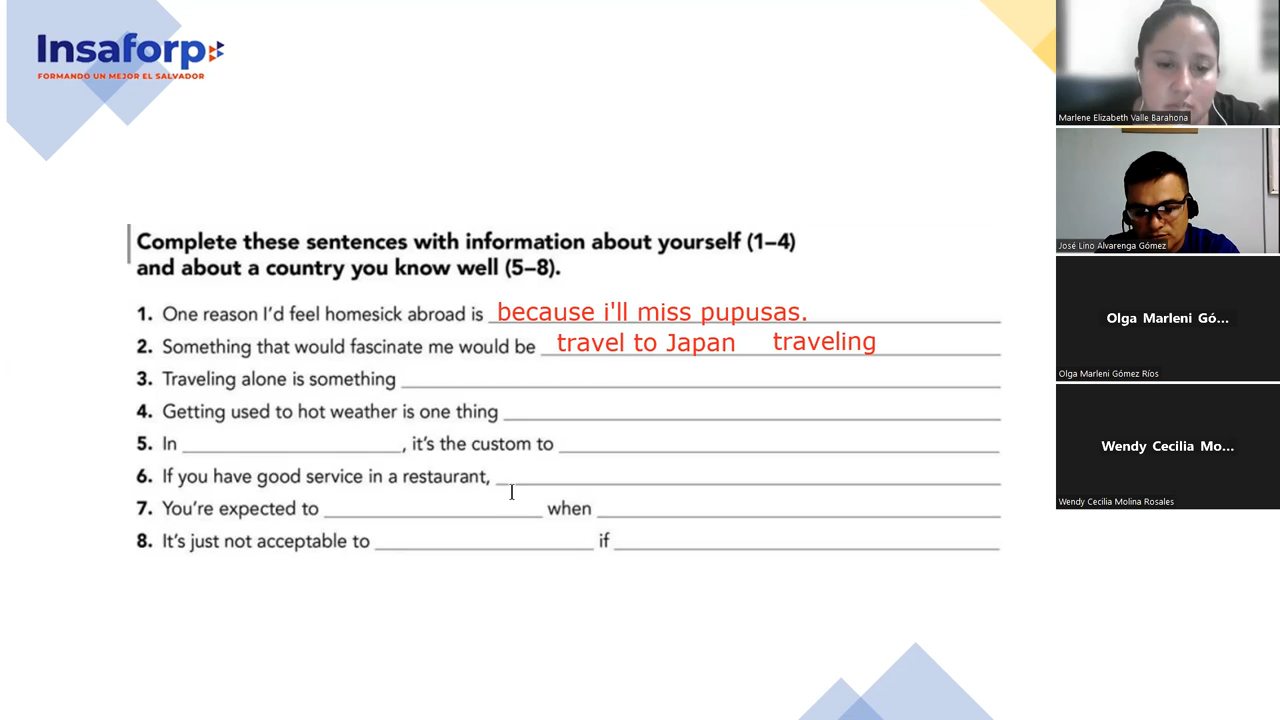 Insaforp
FORMANDO UN MEJOR EL SALVADOR
Complete these sentences with information about yourself (1–4)
and about a country you know well (5–8).
1. One reason I'd feel homesick abroad is because i'll miss pupusas.
2. Something that would fascinate me would be travel to Japan traveling
3. Traveling alone is something
4. Getting used to hot weather is one thing
5. In , it's the custom to
6. If you have good service in a restaurant,
7. You're expected to when
8. It's just not acceptable to if
Marlene Elizabeth Valle Barahona
José Lino Alvarenga Gómez
Olga Marleni Gó...
Olga Marleni Gómez Ríos
Wendy Cecilia Mo...
Wendy Cecilia Molina Rosales